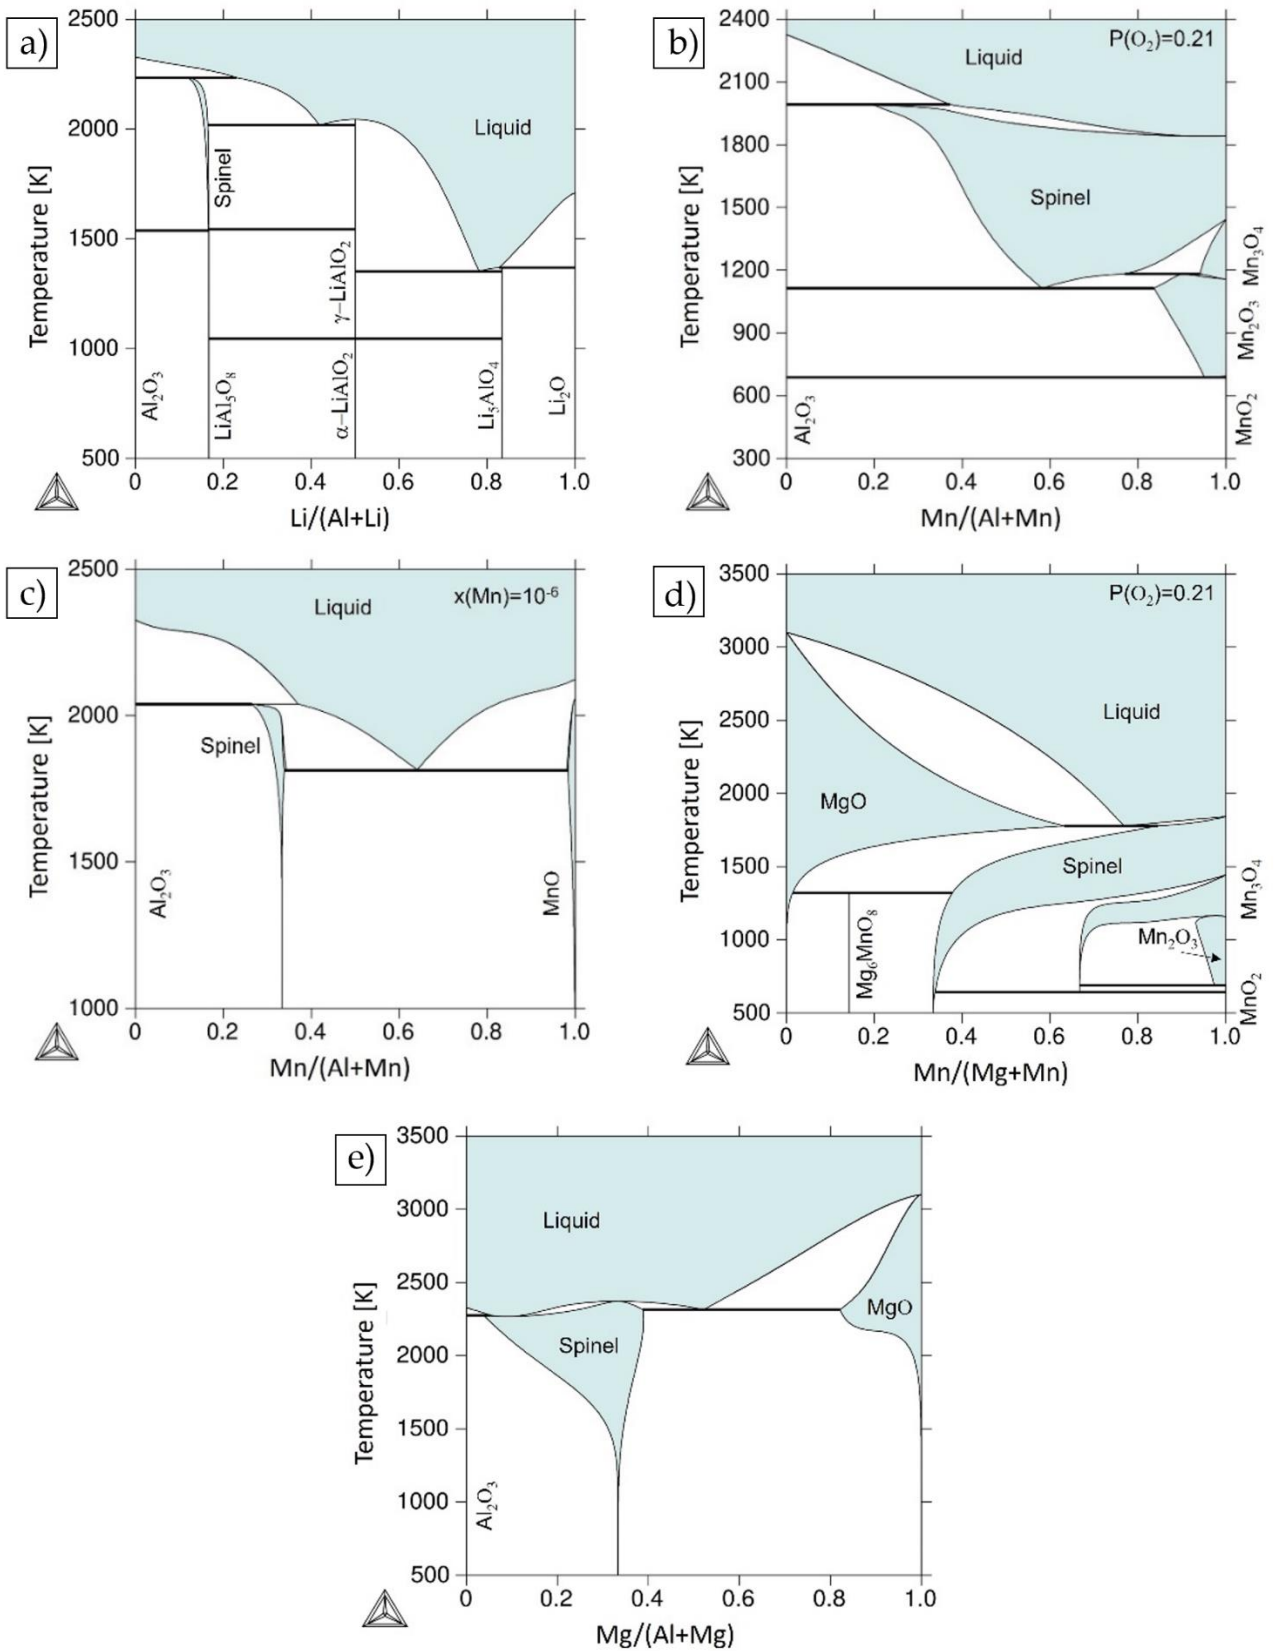 a)
2500
2000
1500
1000
500
Temperature [K]
Liquid
Spinel
γ–LiAlO₂
Al₂O₃
LiAl₅O₈
α–LiAlO₂
Li₅AlO₄
Li₂O
0 0.2 0.4 0.6 0.8 1.0
Li/(Al+Li)
b)
2400
2100
1800
1500
1200
900
600
300
Temperature [K]
P(O₂)=0.21
Liquid
Spinel
Al₂O₃
Mn₃O₄
Mn₂O₃
MnO₂
0 0.2 0.4 0.6 0.8 1.0
Mn/(Al+Mn)
c)
2500
2000
1500
1000
Temperature [K]
x(Mn)=10⁻⁶
Liquid
Spinel
Al₂O₃
MnO
0 0.2 0.4 0.6 0.8 1.0
Mn/(Al+Mn)
d)
3500
3000
2500
2000
1500
1000
500
Temperature [K]
P(O₂)=0.21
Liquid
MgO
Spinel
Mg₆MnO₈
Mn₂O₃
Mn₃O₄
MnO₂
0 0.2 0.4 0.6 0.8 1.0
Mn/(Mg+Mn)
e)
3500
3000
2500
2000
1500
1000
500
Temperature [K]
Liquid
MgO
Spinel
Al₂O₃
0 0.2 0.4 0.6 0.8 1.0
Mg/(Al+Mg)